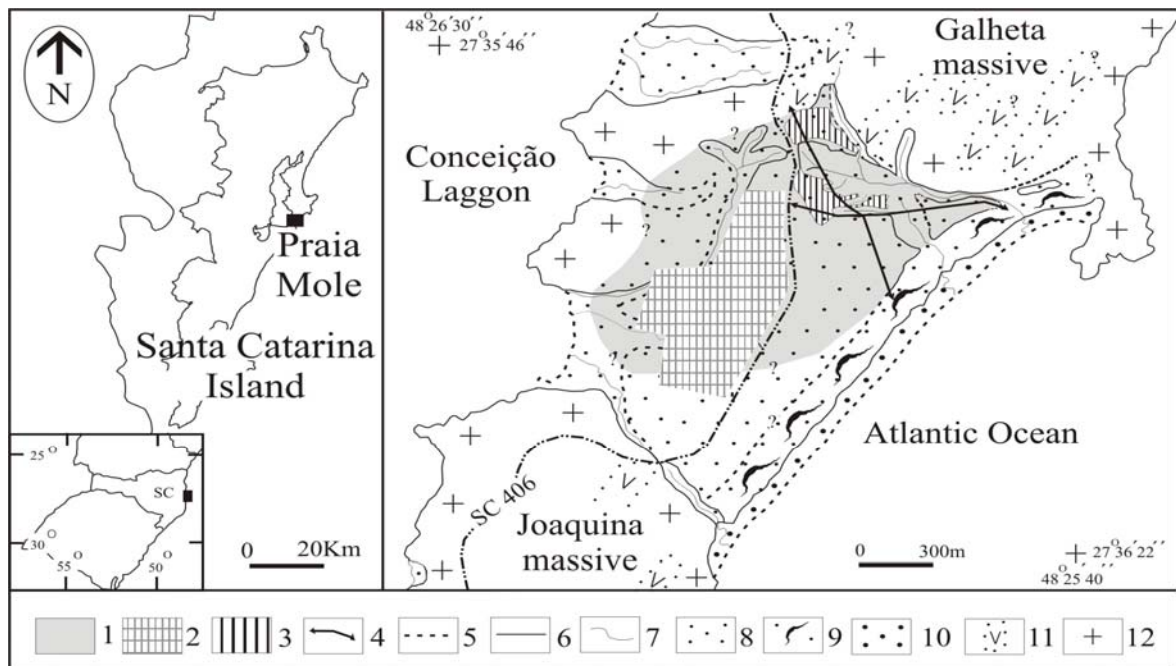 N
Praia
Mole
Santa Catarina
Island
25°
SC
30°
55°
50°
0 20Km
48° 26´30´´
27° 35´46´´
Galheta
massive
Conceição
Laggon
Atlantic Ocean
SC 406
Joaquina
massive
0 300m
27° 36´22´´
48° 25´40´´
? ? ? ? ? ? ? ? ? ?
V V V V V V V V
1 2 3 4 5 6 7 8 9 10 11 12
V